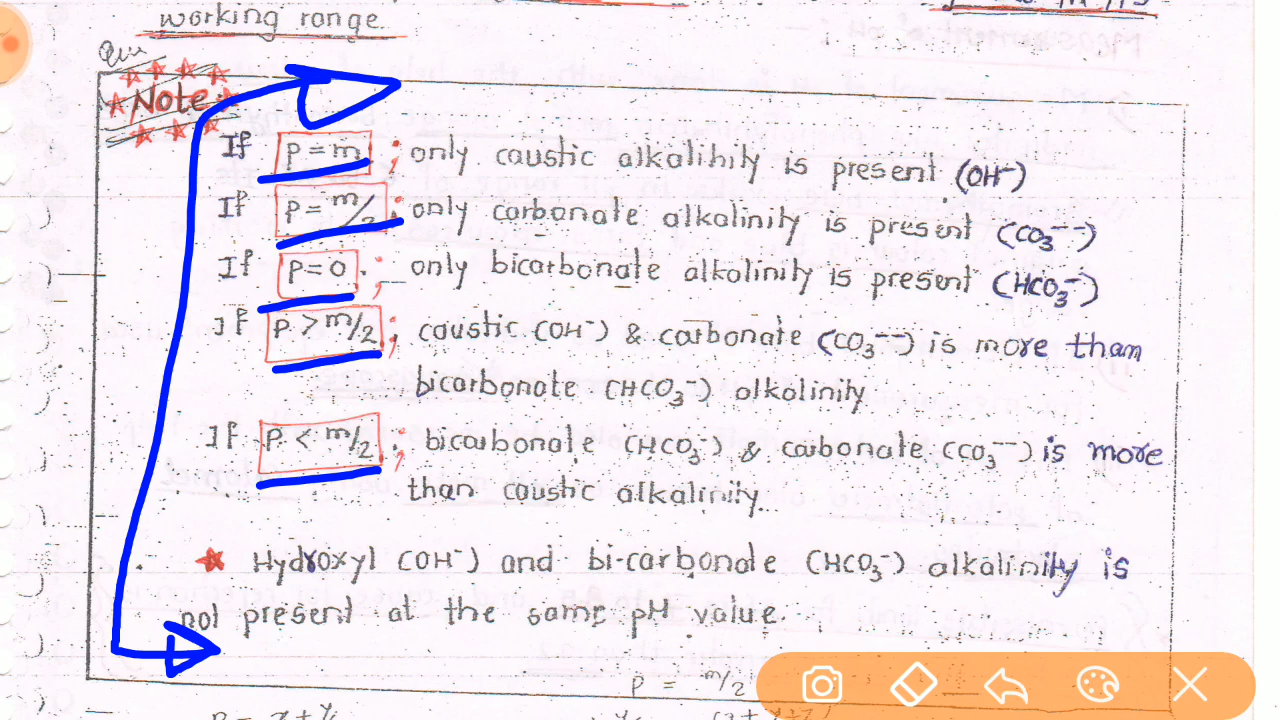 working range
Note:
If p=m ; only caustic alkalinity is present (OH⁻)
If p=m/2 ; only carbonate alkalinity is present (CO₃⁻⁻)
If p=0 ; only bicarbonate alkalinity is present (HCO₃⁻)
If p>m/2 ; caustic (OH⁻) & carbonate (CO₃⁻⁻) is more than
bicarbonate (HCO₃⁻) alkalinity
If p < m/2 ; bicarbonate (HCO₃⁻) & carbonate (CO₃⁻⁻) is more
than caustic alkalinity.
★ Hydroxyl (OH⁻) and bi-carbonate (HCO₃⁻) alkalinity is
not present at the same pH value.
p = m/2